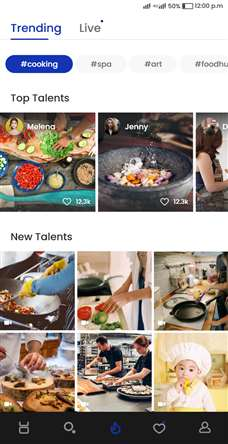 50% 12:00 p.m
Trending Live
#cooking #spa #art #foodhu
Top Talents
Melena Jenny D
12.3k 12.3k
New Talents